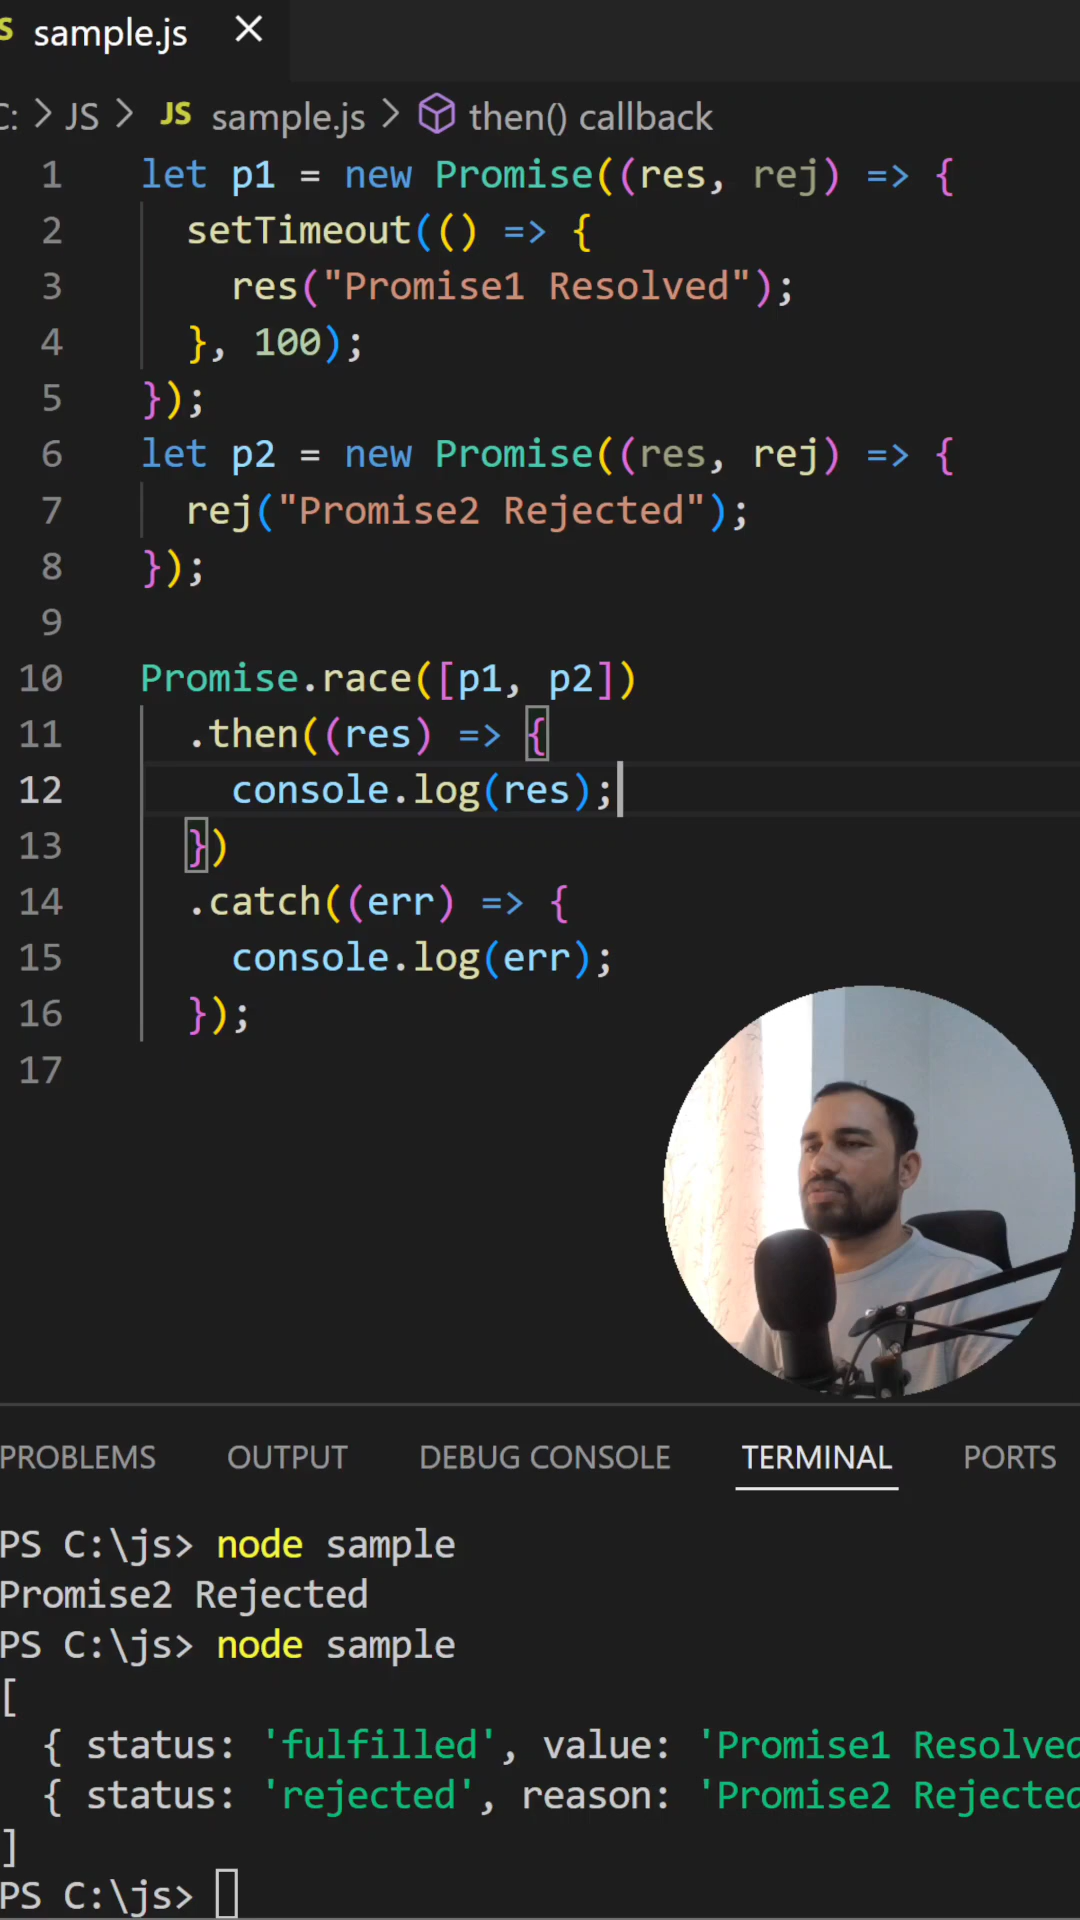 S sample.js ×
C: > JS > JS sample.js > then() callback
1 let p1 = new Promise((res, rej) => {
2 setTimeout(() => {
3 res("Promise1 Resolved");
4 }, 100);
5 });
6 let p2 = new Promise((res, rej) => {
7 rej("Promise2 Rejected");
8 });
9
10 Promise.race([p1, p2])
11 .then((res) => {
12 console.log(res);
13 })
14 .catch((err) => {
15 console.log(err);
16 });
17
PROBLEMS OUTPUT DEBUG CONSOLE TERMINAL PORTS
PS C:\js> node sample
Promise2 Rejected
PS C:\js> node sample
[
{ status: 'fulfilled', value: 'Promise1 Resolved
{ status: 'rejected', reason: 'Promise2 Rejected
]
PS C:\js>